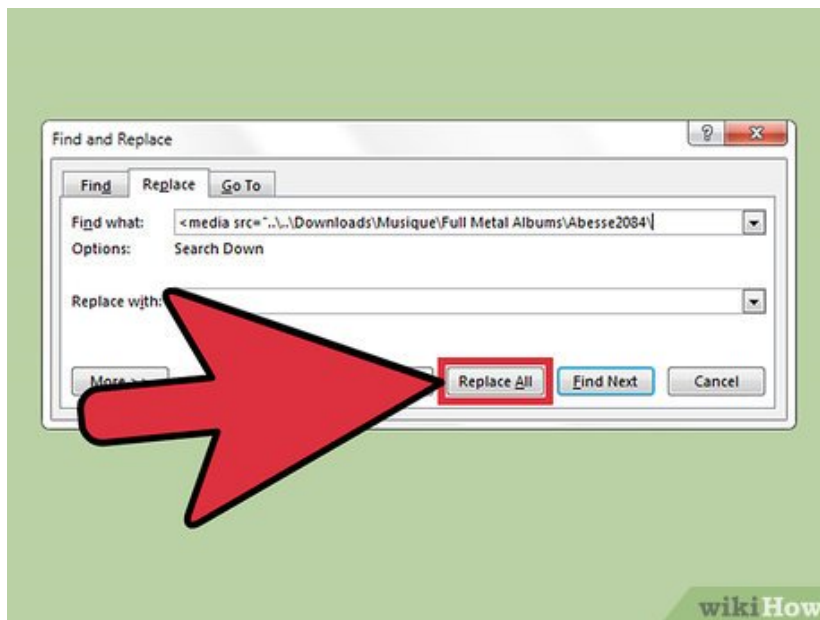 Find and Replace
Find Replace Go To
Find what: <media src="..\..\Downloads\Musique\Full Metal Albums\Abesse2084\
Options: Search Down
Replace with:
More >> Replace All Find Next Cancel
wikiHow